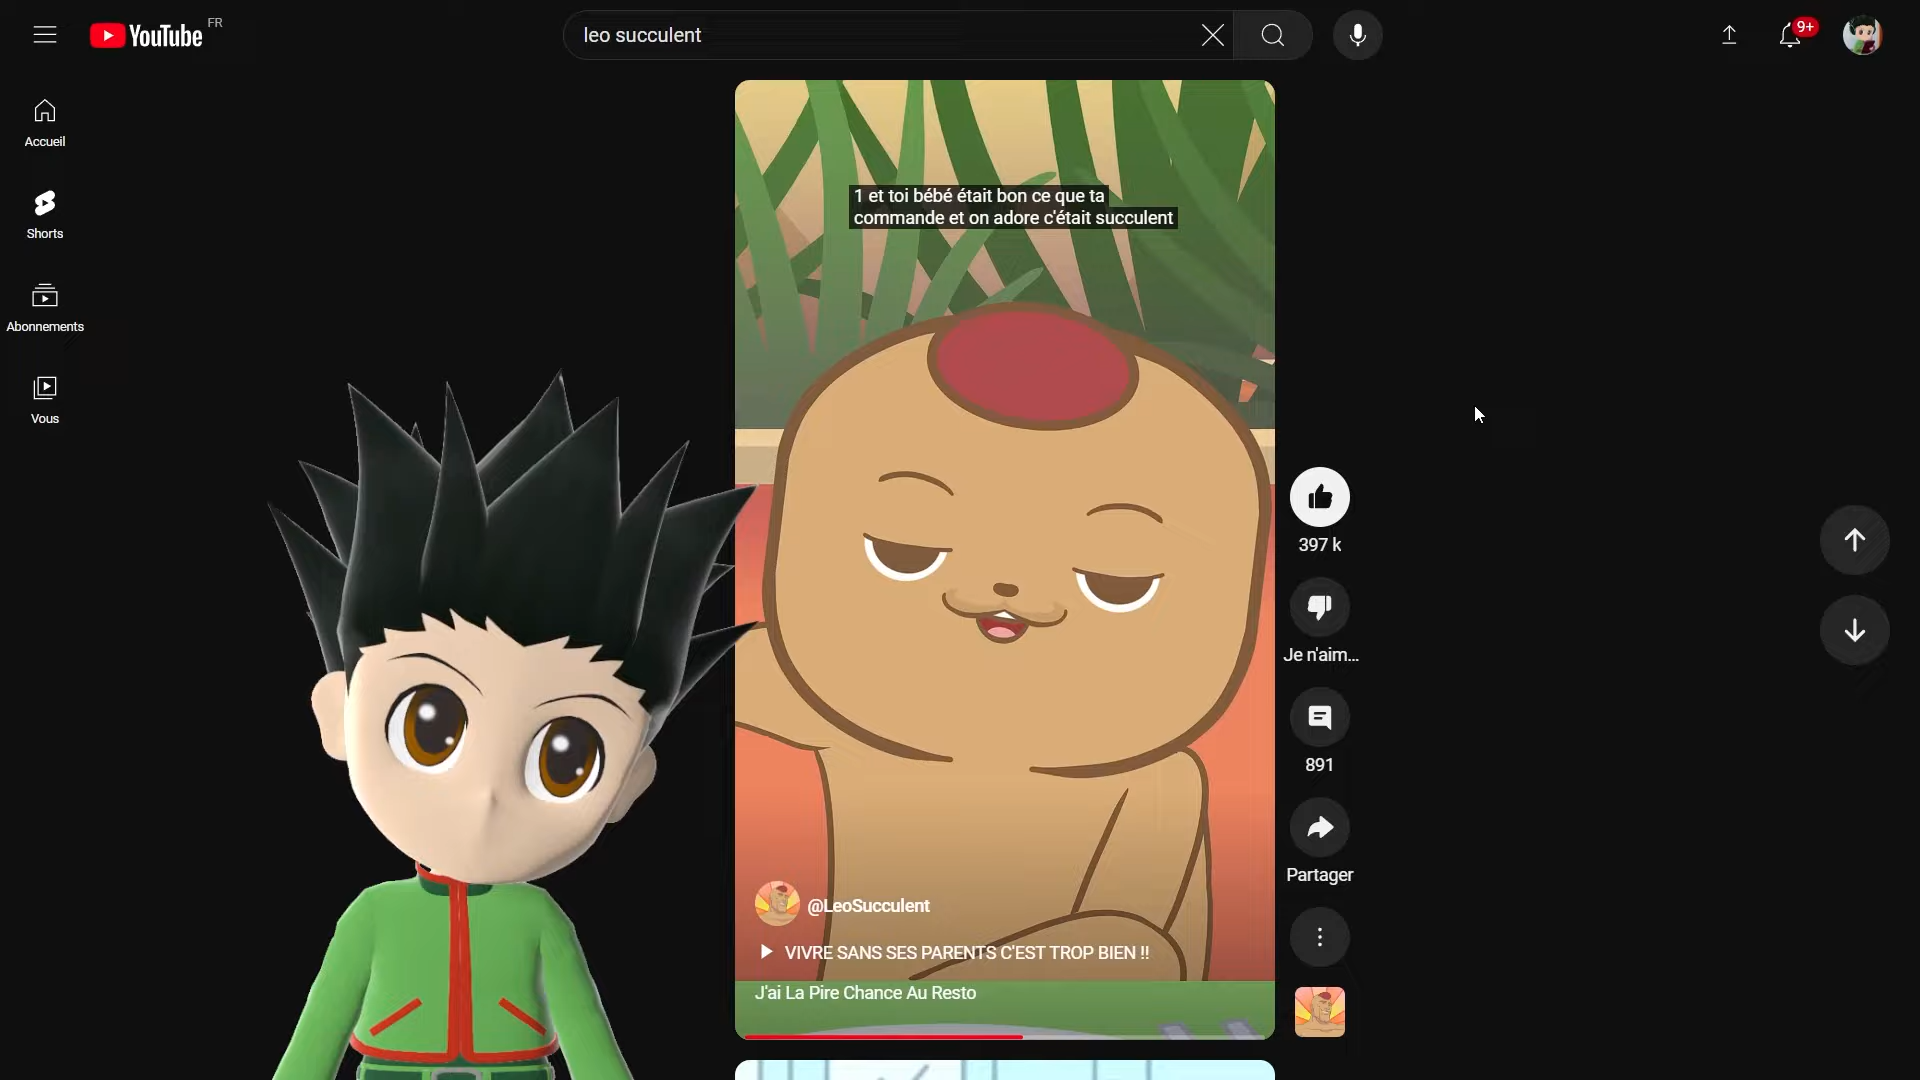 YouTube
FR
leo succulent
9+
Accueil
Shorts
Abonnements
Vous
1 et toi bébé était bon ce que ta
commande et on adore c'était succulent
397 k
Je n'aim...
891
Partager
@LeoSucculent
VIVRE SANS SES PARENTS C'EST TROP BIEN !!
J'ai La Pire Chance Au Resto